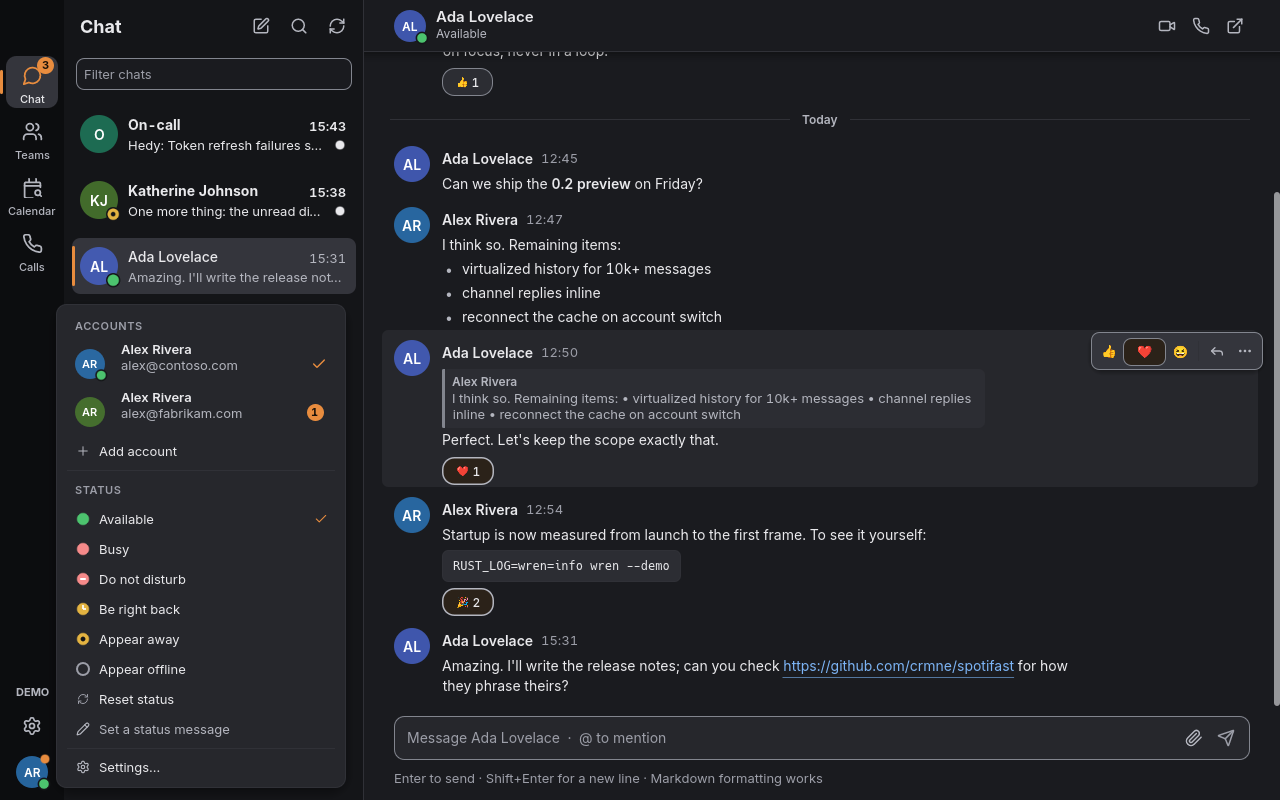 Chat
Filter chats
3
Chat
Teams
Calendar
Calls
O
On-call
15:43
Hedy: Token refresh failures s...
KJ
Katherine Johnson
15:38
One more thing: the unread di...
AL
Ada Lovelace
15:31
Amazing. I'll write the release not...
ACCOUNTS
AR
Alex Rivera
alex@contoso.com
AR
Alex Rivera
alex@fabrikam.com
1
Add account
STATUS
Available
Busy
Do not disturb
Be right back
Appear away
Appear offline
Reset status
Set a status message
Settings...
DEMO
AR
AL
Ada Lovelace
Available
on focus, never in a loop.
👍 1
Today
AL
Ada Lovelace 12:45
Can we ship the 0.2 preview on Friday?
AR
Alex Rivera 12:47
I think so. Remaining items:
• virtualized history for 10k+ messages
• channel replies inline
• reconnect the cache on account switch
AL
Ada Lovelace 12:50
Alex Rivera
I think so. Remaining items: • virtualized history for 10k+ messages • channel replies
inline • reconnect the cache on account switch
Perfect. Let's keep the scope exactly that.
❤️ 1
AR
Alex Rivera 12:54
Startup is now measured from launch to the first frame. To see it yourself:
RUST_LOG=wren=info wren --demo
🎉 2
AL
Ada Lovelace 15:31
Amazing. I'll write the release notes; can you check https://github.com/crmne/spotifast for how
they phrase theirs?
Message Ada Lovelace · @ to mention
Enter to send · Shift+Enter for a new line · Markdown formatting works